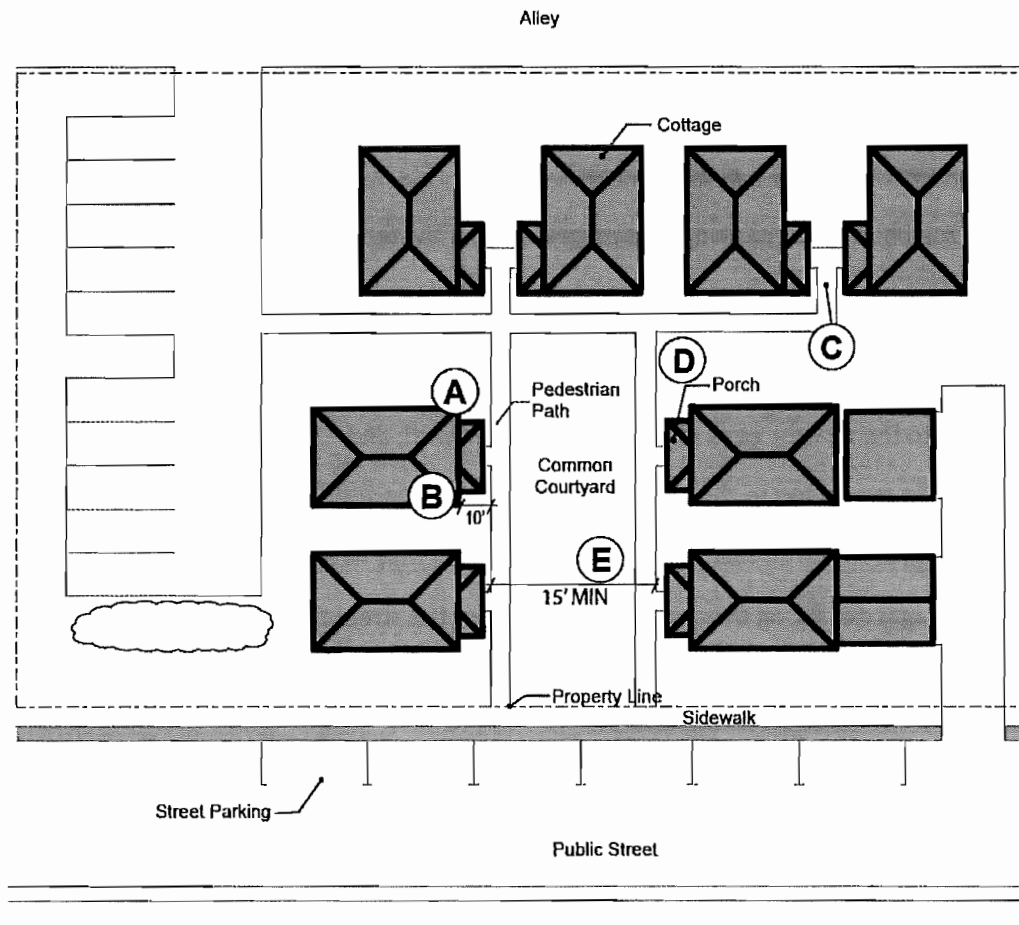 Alley
Cottage
C
D
Porch
A
Pedestrian
Path
Common
Courtyard
B
10'
E
15' MIN
Property Line
Sidewalk
Street Parking
Public Street